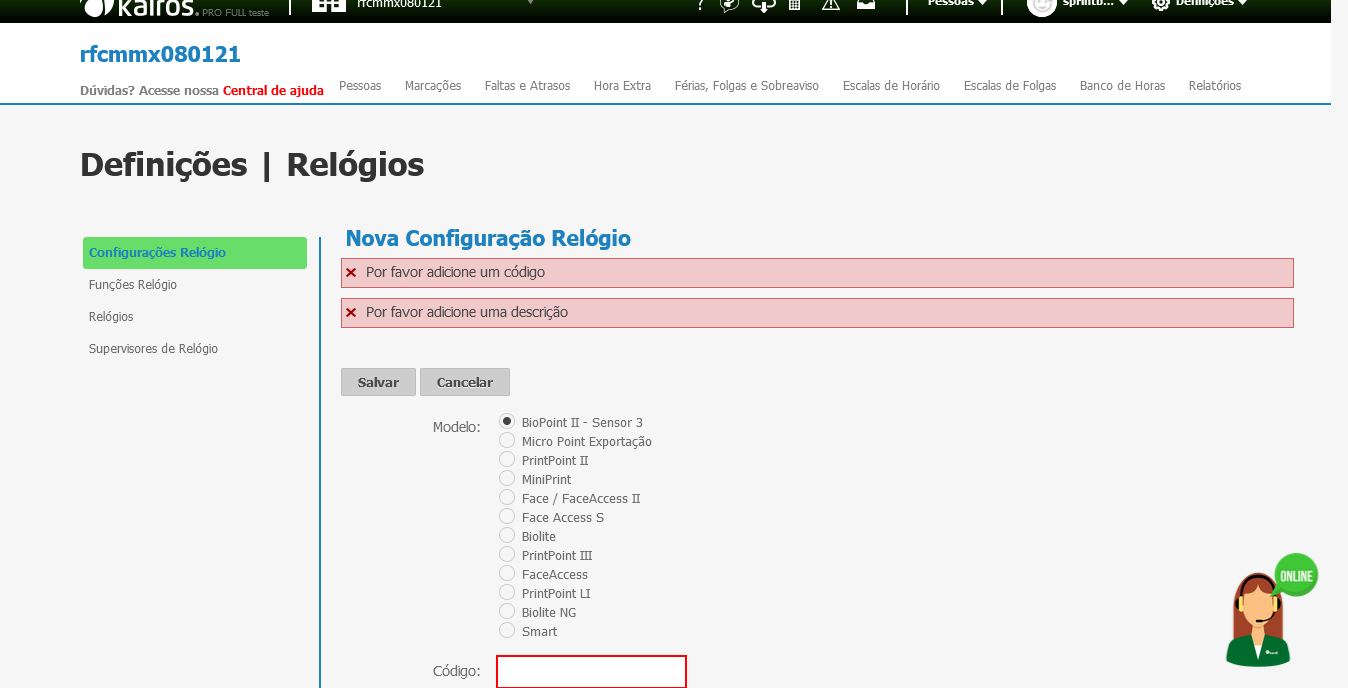 kairos. PRO FULL teste
rfcmmx080121
?
Pessoas
sprintb...
Definições
rfcmmx080121
Dúvidas? Acesse nossa Central de ajuda
Pessoas Marcações Faltas e Atrasos Hora Extra Férias, Folgas e Sobreaviso Escalas de Horário Escalas de Folgas Banco de Horas Relatórios
Definições | Relógios
Configurações Relógio
Funções Relógio
Relógios
Supervisores de Relógio
Nova Configuração Relógio
Por favor adicione um código
Por favor adicione uma descrição
Salvar Cancelar
Modelo:
BioPoint II - Sensor 3
Micro Point Exportação
PrintPoint II
MiniPrint
Face / FaceAccess II
Face Access S
Biolite
PrintPoint III
FaceAccess
PrintPoint LI
Biolite NG
Smart
Código:
ONLINE